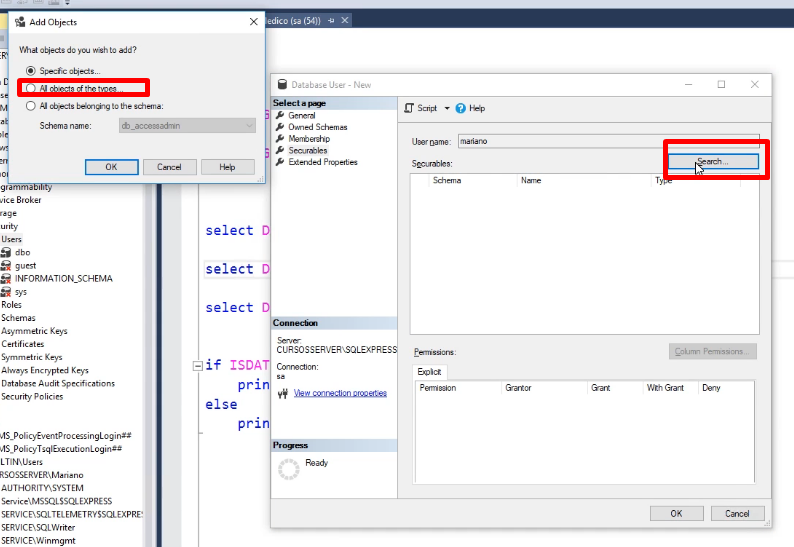 Add Objects
What objects do you wish to add?
Specific objects...
All objects of the types...
All objects belonging to the schema:
Schema name:
db_accessadmin
OK
Cancel
Help
edico (sa (54))
Users
dbo
guest
INFORMATION_SCHEMA
sys
Roles
Schemas
Asymmetric Keys
Certificates
Symmetric Keys
Always Encrypted Keys
Database Audit Specifications
Security Policies
MS_PolicyEventProcessingLogin##
MS_PolicyTsqlExecutionLogin##
LTIN\Users
RSOSSERVER\Mariano
AUTHORITY\SYSTEM
Service\MSSQL$SQLEXPRESS
SERVICE\SQLTELEMETRY$SQLEXPRE
SERVICE\SQLWriter
SERVICE\Winmgmt
select D
select D
select D
if ISDAT
prin
else
prin
Database User - New
Select a page
General
Owned Schemas
Membership
Securables
Extended Properties
Connection
Server:
CURSOSSERVER\SQLEXPRESS
Connection:
sa
View connection properties
Progress
Ready
Script
Help
User name:
mariano
Securables:
Search...
Schema
Name
Type
Permissions:
Column Permissions...
Explicit
Permission
Grantor
Grant
With Grant
Deny
OK
Cancel